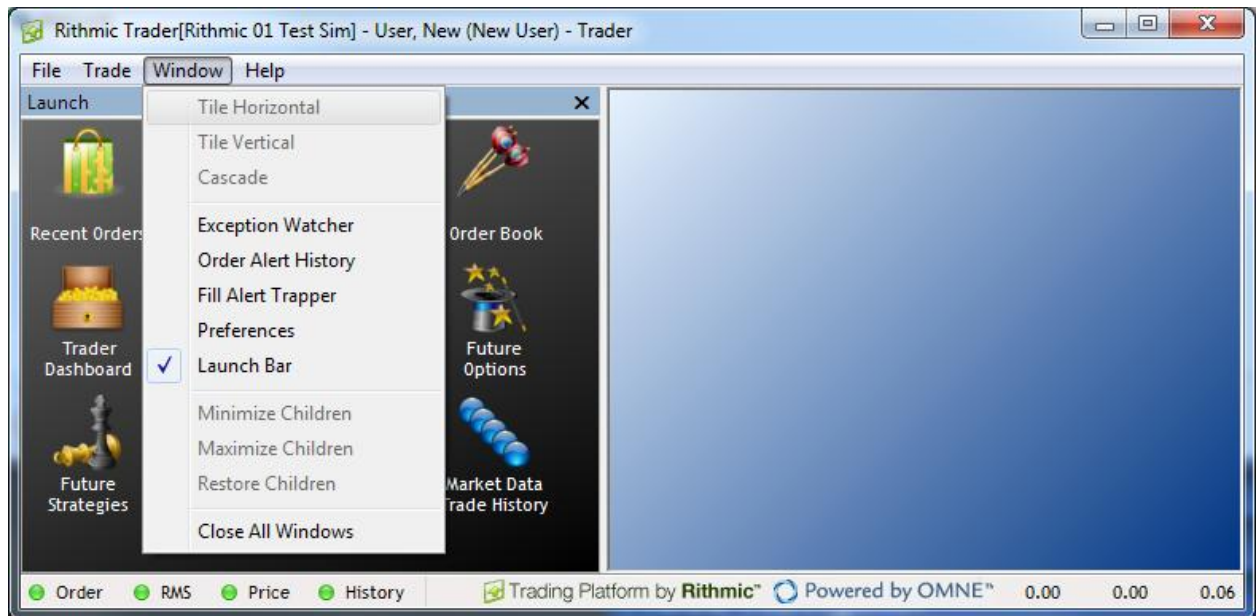 Rithmic Trader[Rithmic 01 Test Sim] - User, New (New User) - Trader
File Trade Window Help
Launch
Tile Horizontal
Tile Vertical
Cascade
Exception Watcher
Order Alert History
Fill Alert Trapper
Preferences
Launch Bar
Minimize Children
Maximize Children
Restore Children
Close All Windows
Recent Orders
Order Book
Trader
Dashboard
Future
Options
Future
Strategies
Market Data
Trade History
Order RMS Price History Trading Platform by Rithmic™ Powered by OMNE™ 0.00 0.00 0.06